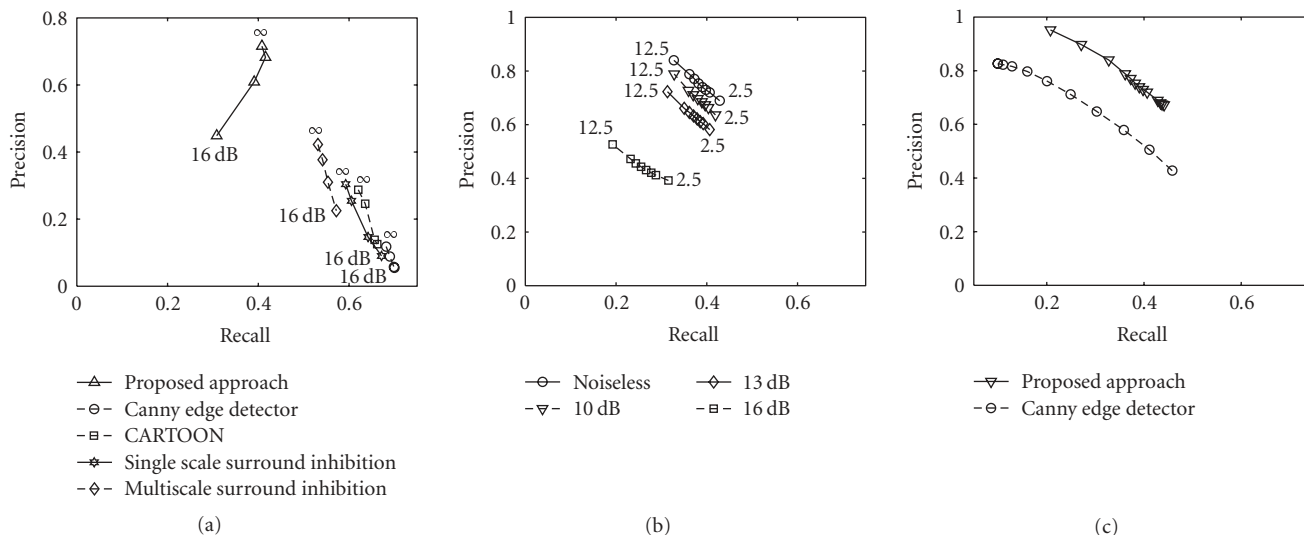 0.8
0.6
0.4
0.2
0
Precision
0 0.2 0.4 0.6
Recall
∞
16 dB
∞
16 dB
∞
∞
16 dB
∞
16 dB
Proposed approach
Canny edge detector
CARTOON
Single scale surround inhibition
Multiscale surround inhibition
(a)
1
0.8
0.6
0.4
0.2
0
Precision
0 0.2 0.4 0.6
Recall
12.5
12.5
12.5
12.5
2.5
2.5
2.5
2.5
Noiseless
10 dB
13 dB
16 dB
(b)
1
0.8
0.6
0.4
0.2
0
Precision
0 0.2 0.4 0.6
Recall
Proposed approach
Canny edge detector
(c)